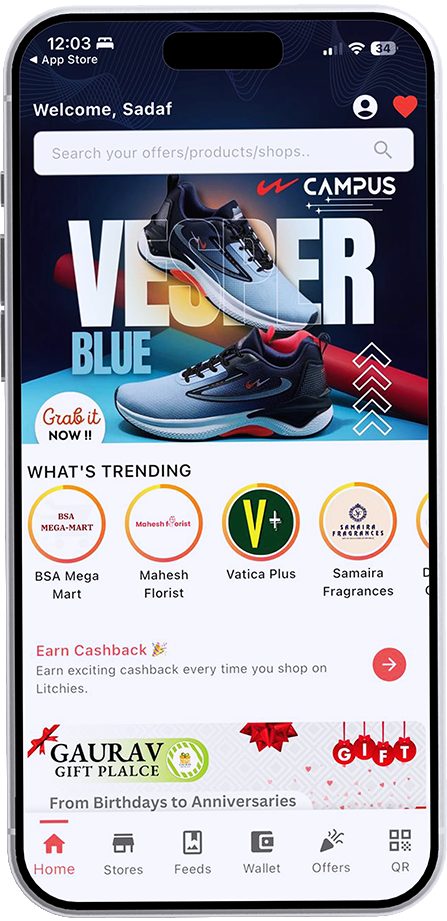 12:03
34
App Store
Welcome, Sadaf
Search your offers/products/shops..
CAMPUS
VESPER
BLUE
Grab it
NOW !!
WHAT'S TRENDING
BSA
MEGA-MART
Mahesh florist
V+
SAMAIRA
FRAGRANCES
BSA Mega
Mart
Mahesh
Florist
Vatica Plus
Samaira
Fragrances
D
Earn Cashback 🎉
Earn exciting cashback every time you shop on
Litchies.
GAURAV
GIFT PLALCE
GIFT
From Birthdays to Anniversaries
Home
Stores
Feeds
Wallet
Offers
QR